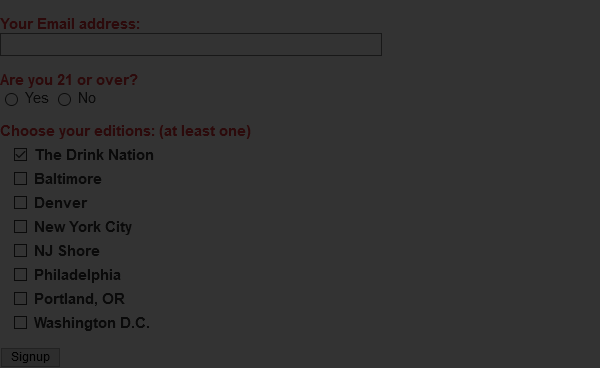 Your Email address:
Are you 21 or over?
Yes No
Choose your editions: (at least one)
The Drink Nation
Baltimore
Denver
New York City
NJ Shore
Philadelphia
Portland, OR
Washington D.C.
Signup